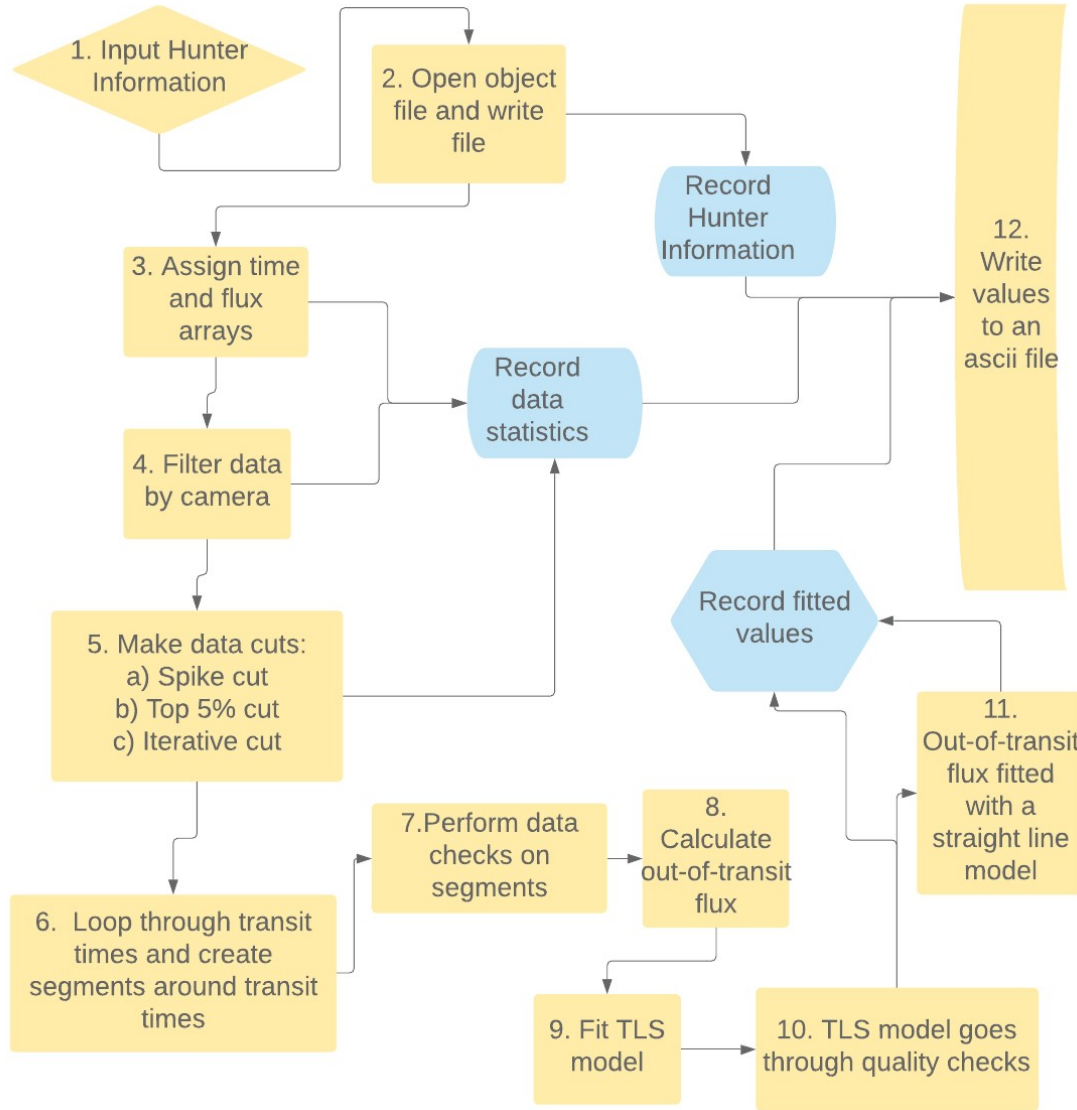 1. Input Hunter
Information
2. Open object
file and write
file
Record
Hunter
Information
12.
Write
values
to an
ascii file
3. Assign time
and flux
arrays
Record
data
statistics
4. Filter data
by camera
Record fitted
values
5. Make data cuts:
a) Spike cut
b) Top 5% cut
c) Iterative cut
11.
Out-of-transit
flux fitted
with a
straight line
model
7.Perform data
checks on
segments
8.
Calculate
out-of-transit
flux
6. Loop through transit
times and create
segments around transit
times
9. Fit TLS
model
10. TLS model goes
through quality checks